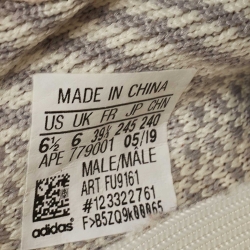 MADE IN CHINA
US UK FR JP CHN
6½ 6 39⅓ 245 240
APE 779001 05/19
MALE/MALE
ART FU9161
#123322761
F>B5ZQ9k00065
adidas